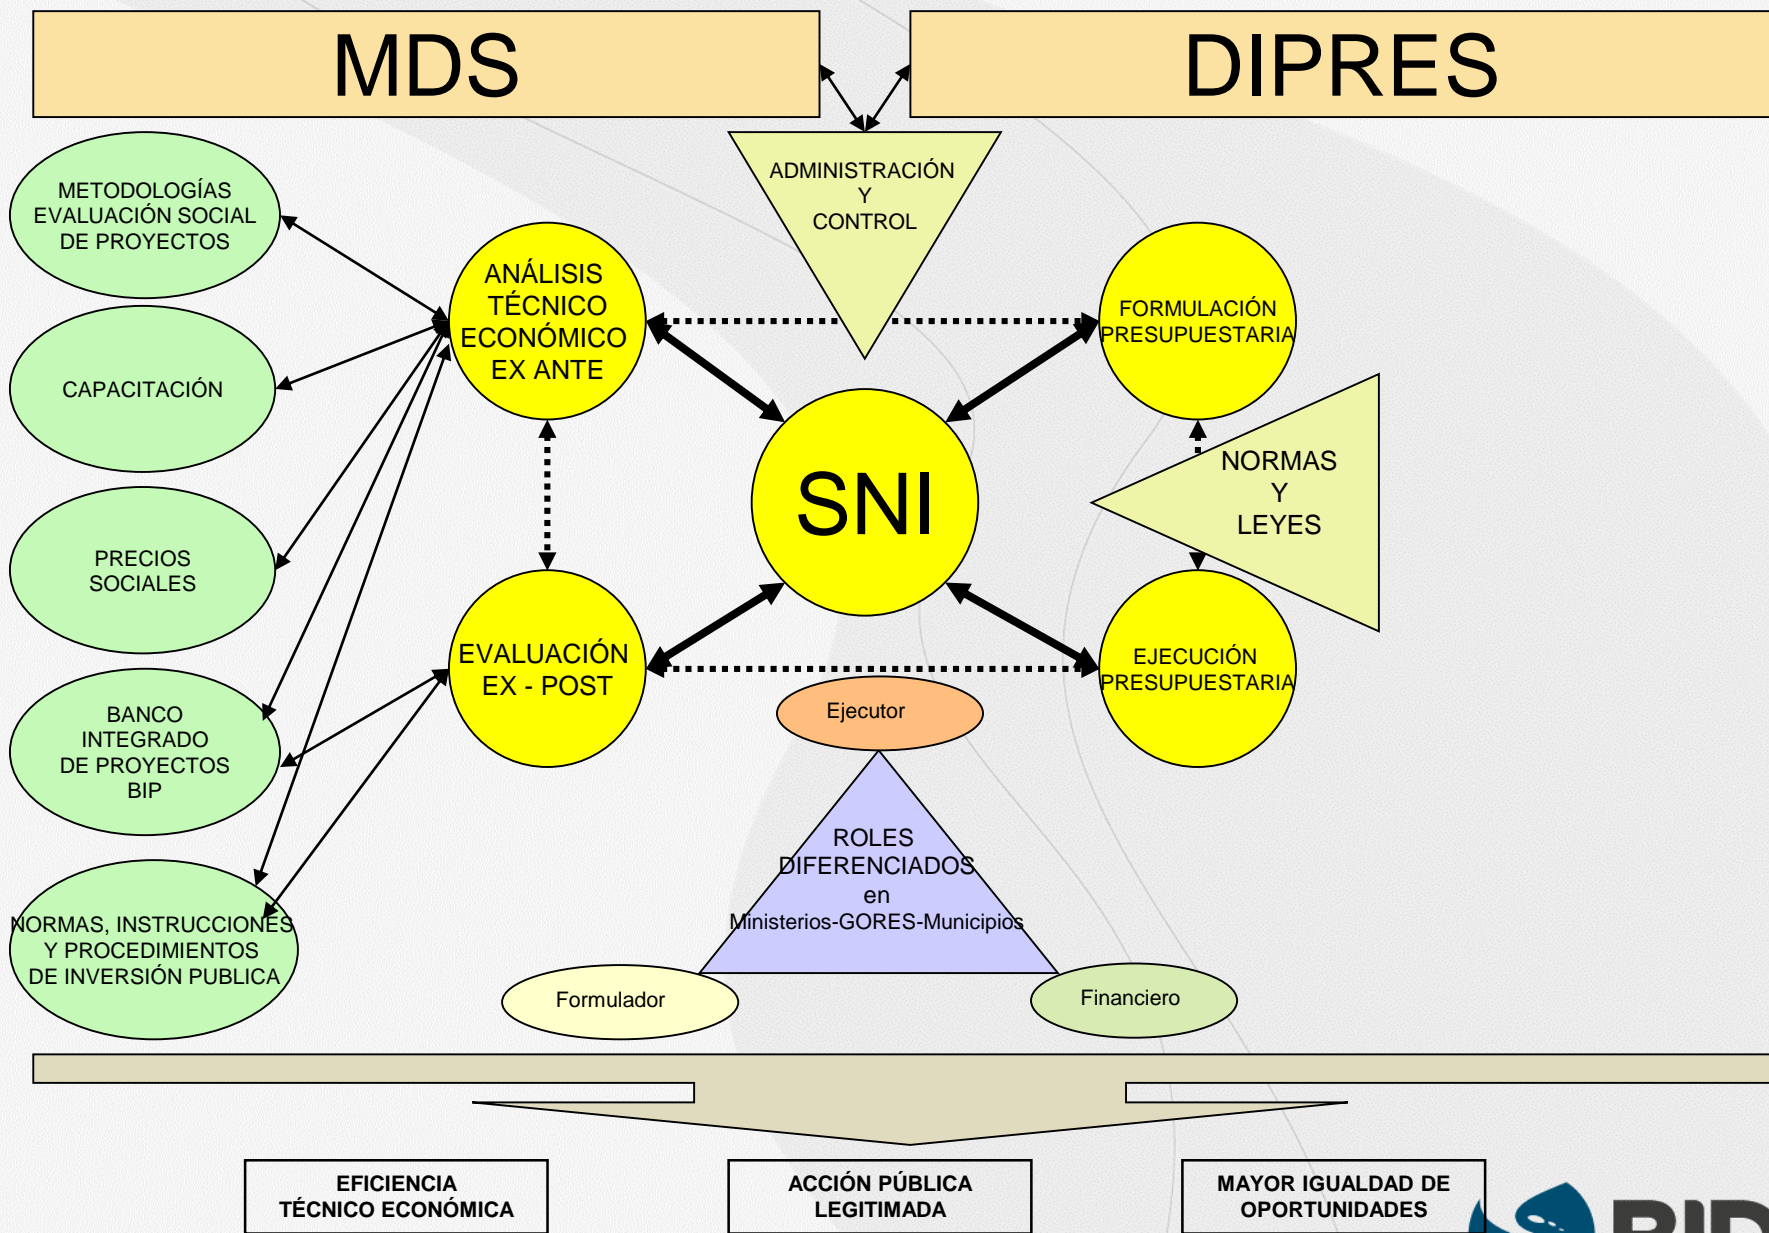 MDS
DIPRES
ADMINISTRACIÓN
Y
CONTROL
METODOLOGÍAS
EVALUACIÓN SOCIAL
DE PROYECTOS
CAPACITACIÓN
PRECIOS
SOCIALES
BANCO
INTEGRADO
DE PROYECTOS
BIP
NORMAS, INSTRUCCIONES
Y PROCEDIMIENTOS
DE INVERSIÓN PUBLICA
ANÁLISIS
TÉCNICO
ECONÓMICO
EX ANTE
FORMULACIÓN
PRESUPUESTARIA
SNI
NORMAS
Y
LEYES
EVALUACIÓN
EX - POST
EJECUCIÓN
PRESUPUESTARIA
Ejecutor
ROLES
DIFERENCIADOS
en
Ministerios-GORES-Municipios
Formulador
Financiero
EFICIENCIA
TÉCNICO ECONÓMICA
ACCIÓN PÚBLICA
LEGITIMADA
MAYOR IGUALDAD DE
OPORTUNIDADES
BID